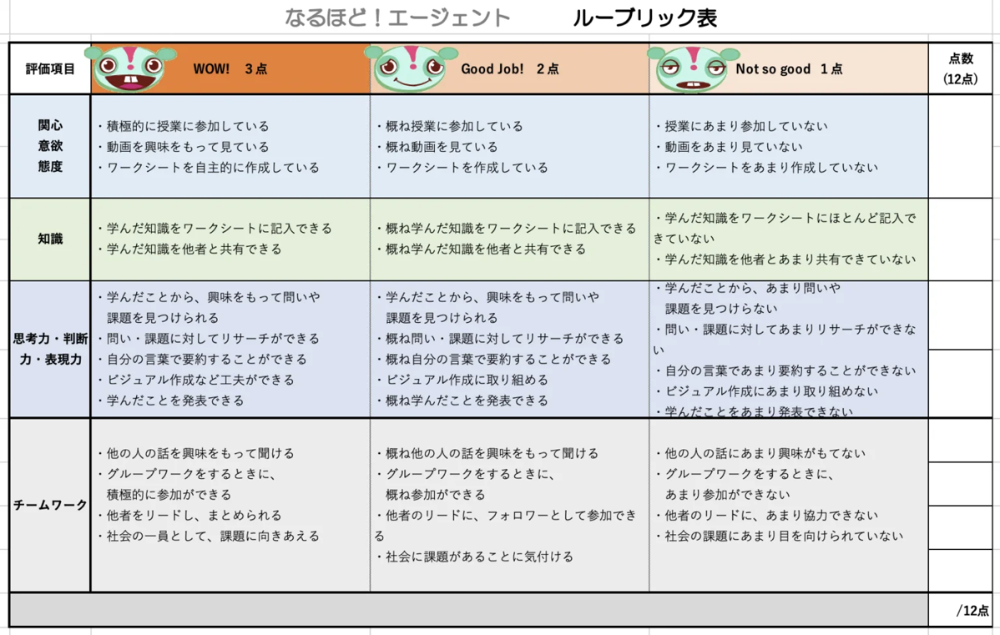 なるほど！エージェント　ルーブリック表
評価項目
WOW!　3点
Good Job!　2点
Not so good　1点
点数
(12点)
関心
意欲
態度
・積極的に授業に参加している
・動画を興味をもって見ている
・ワークシートを自主的に作成している
・概ね授業に参加している
・概ね動画を見ている
・ワークシートを作成している
・授業にあまり参加していない
・動画をあまり見ていない
・ワークシートをあまり作成していない
知識
・学んだ知識をワークシートに記入できる
・学んだ知識を他者と共有できる
・概ね学んだ知識をワークシートに記入できる
・概ね学んだ知識を他者と共有できる
・学んだ知識をワークシートにほとんど記入で
きていない
・学んだ知識を他者とあまり共有できていない
思考力・判断
力・表現力
・学んだことから、興味をもって問いや
課題を見つけられる
・問い・課題に対してリサーチができる
・自分の言葉で要約することができる
・ビジュアル作成など工夫ができる
・学んだことを発表できる
・学んだことから、興味をもって問いや
課題を見つけられる
・概ね問い・課題に対してリサーチができる
・概ね自分の言葉で要約することができる
・ビジュアル作成に取り組める
・概ね学んだことを発表できる
・学んだことから、あまり問いや
課題を見つけらない
・問い・課題に対してあまりリサーチができな
い
・自分の言葉であまり要約することができない
・ビジュアル作成にあまり取り組めない
・学んだことをあまり発表できない
チームワーク
・他の人の話を興味をもって聞ける
・グループワークをするときに、
積極的に参加ができる
・他者をリードし、まとめられる
・社会の一員として、課題に向きあえる
・概ね他の人の話を興味をもって聞ける
・グループワークをするときに、
概ね参加ができる
・他者のリードに、フォロワーとして参加でき
る
・社会に課題があることに気付ける
・他の人の話にあまり興味がもてない
・グループワークをするときに、
あまり参加ができない
・他者のリードに、あまり協力できない
・社会の課題にあまり目を向けられていない
/12点